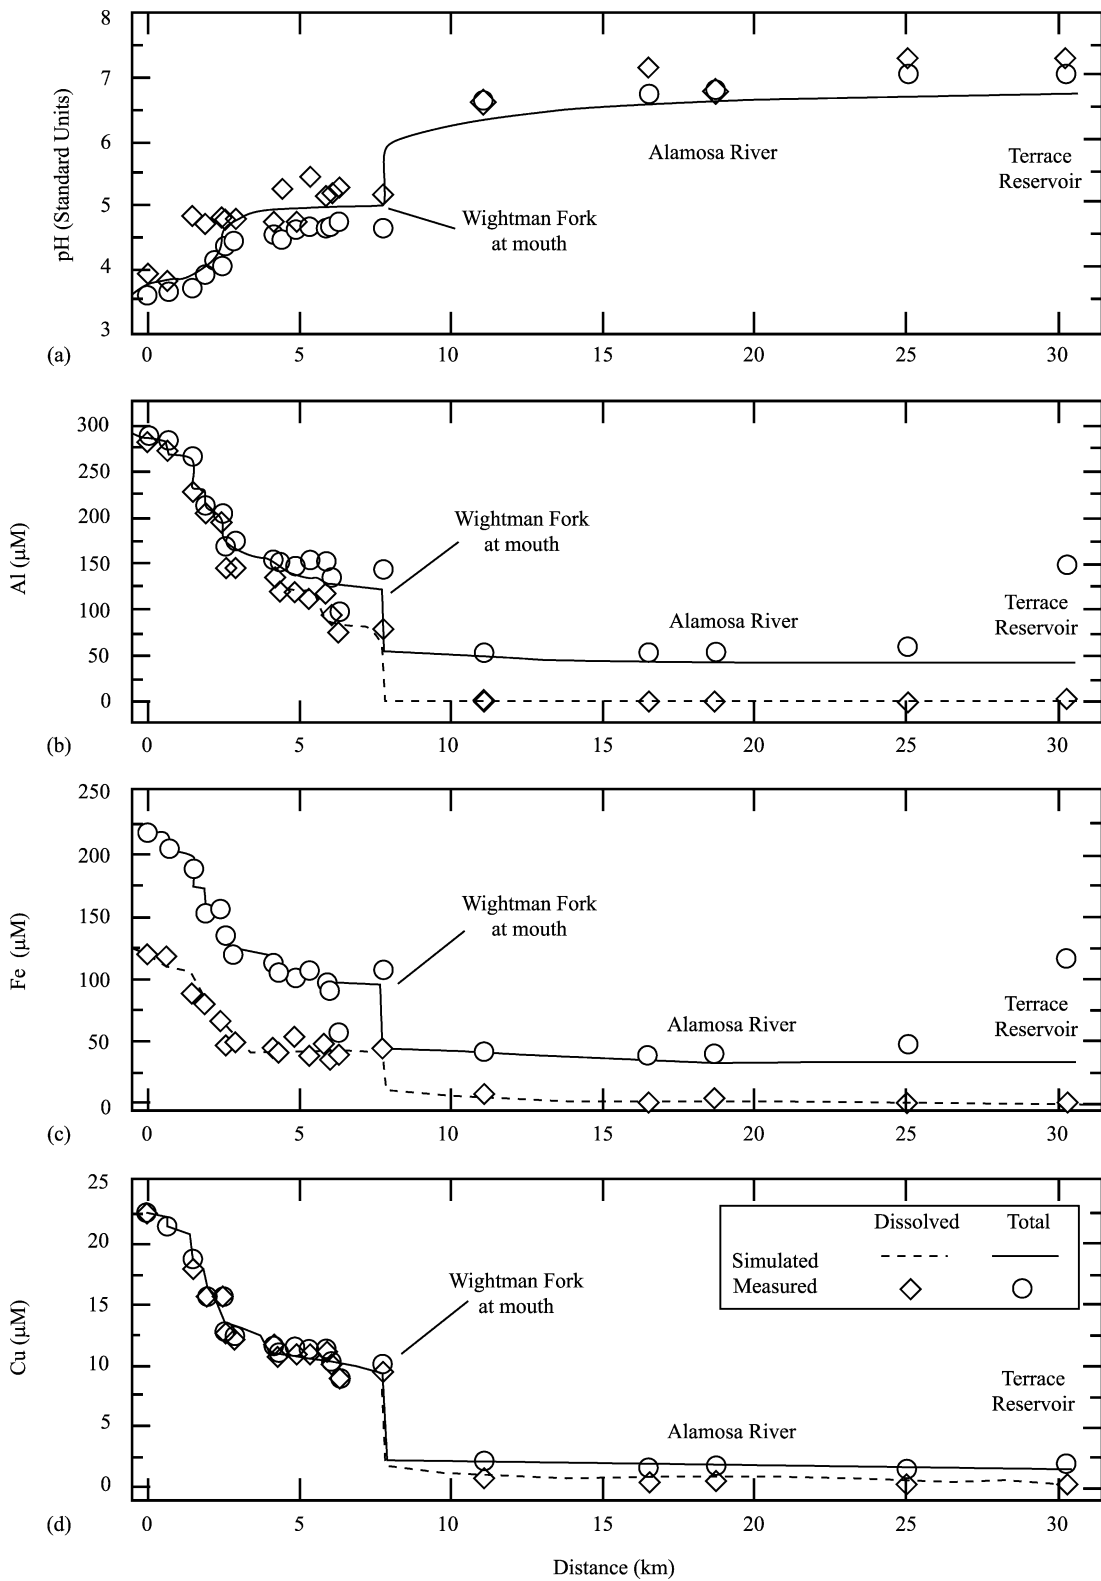 8
7
6
5
4
3
pH (Standard Units)
Alamosa River
Terrace
Reservoir
Wightman Fork
at mouth
(a)
0 5 10 15 20 25 30
300
250
200
150
100
50
0
Al (μM)
Wightman Fork
at mouth
Alamosa River
Terrace
Reservoir
(b)
0 5 10 15 20 25 30
250
200
150
100
50
0
Fe (μM)
Wightman Fork
at mouth
Alamosa River
Terrace
Reservoir
(c)
0 5 10 15 20 25 30
25
20
15
10
5
0
Cu (μM)
Dissolved Total
Simulated
Measured
Wightman Fork
at mouth
Alamosa River
Terrace
Reservoir
(d)
0 5 10 15 20 25 30
Distance (km)